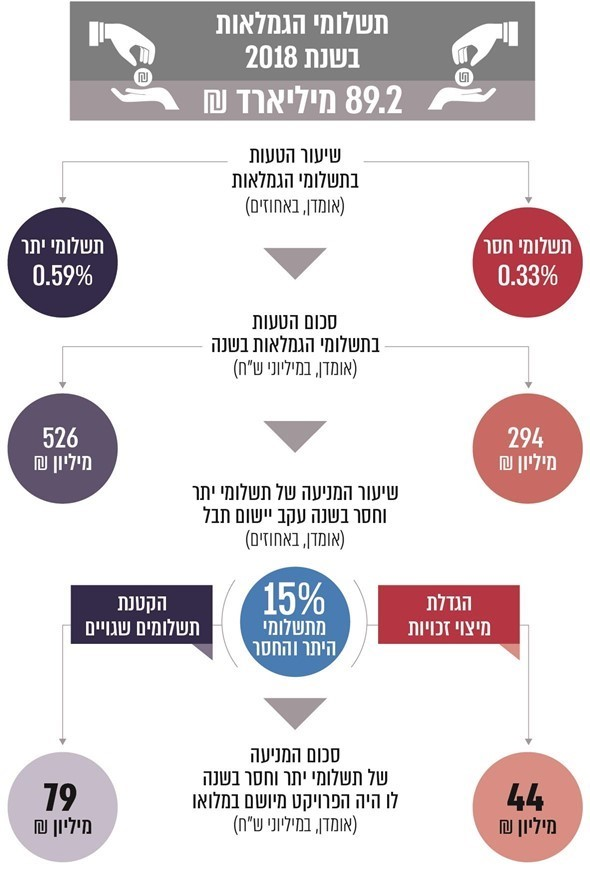 תשלומי הגמלאות
בשנת 2018
89.2 מיליארד ₪
שיעור הטעות
בתשלומי הגמלאות
(אומדן, באחוזים)
תשלומי חסר
0.33%
תשלומי יתר
0.59%
סכום הטעות
בתשלומי הגמלאות בשנה
(אומדן, במיליוני ש"ח)
294
מיליון ₪
526
מיליון ₪
שיעור המניעה של תשלומי יתר
וחסר בשנה עקב יישום תבל
(אומדן, באחוזים)
הגדלת
מיצוי זכויות
15%
מתשלומי
היתר והחסר
הקטנת
תשלומים שגויים
סכום המניעה
של תשלומי יתר וחסר בשנה
לו היה הפרויקט מיושם במלואו
(אומדן, במיליוני ש"ח)
44
מיליון ₪
79
מיליון ₪